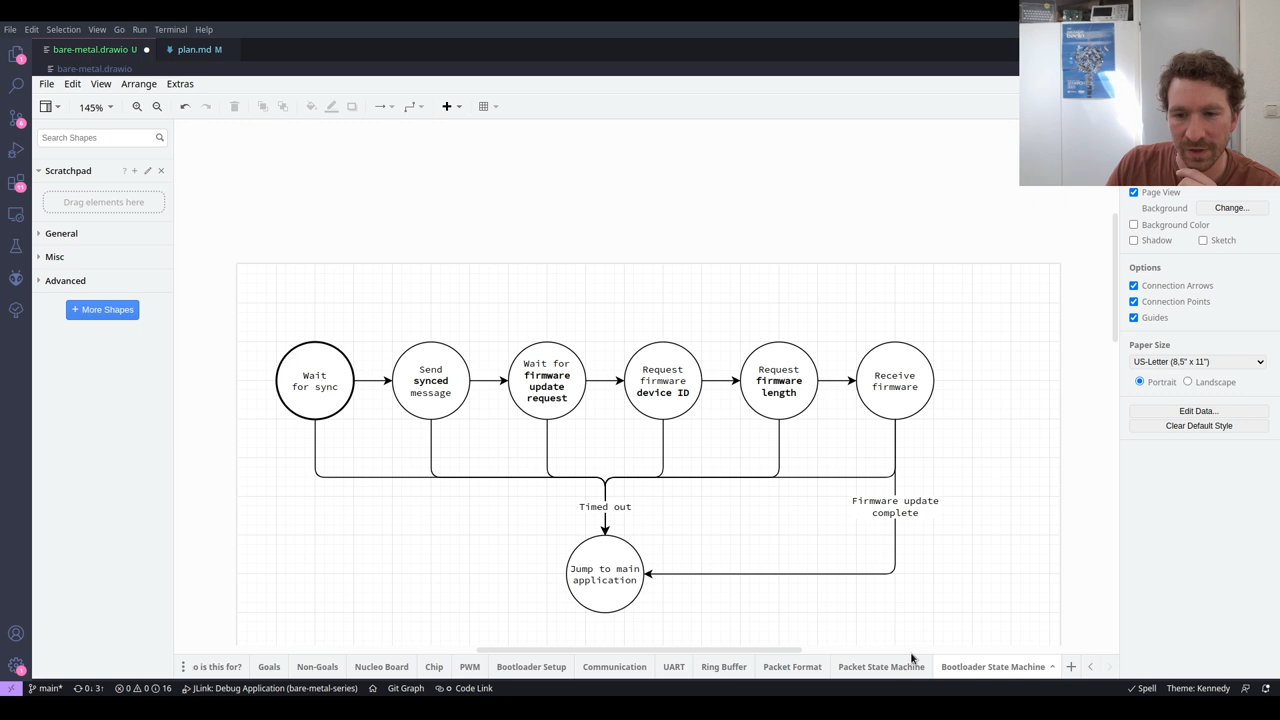 File Edit Selection View Go Run Terminal Help
bare-metal.drawio U
plan.md M
bare-metal.drawio
File Edit View Arrange Extras
145%
Search Shapes
Scratchpad
Drag elements here
General
Misc
Advanced
+ More Shapes
Wait
for sync
Send
synced
message
Wait for
firmware
update
request
Request
firmware
device ID
Request
firmware
length
Receive
firmware
Timed out
Firmware update
complete
Jump to main
application
Page View
Background Change...
Background Color
Shadow Sketch
Options
Connection Arrows
Connection Points
Guides
Paper Size
US-Letter (8,5" x 11")
Portrait Landscape
Edit Data...
Clear Default Style
o is this for? Goals Non-Goals Nucleo Board Chip PWM Bootloader Setup Communication UART Ring Buffer Packet Format Packet State Machine Bootloader State Machine
main* 0↓ 3↑ 0 0 16 JLink: Debug Application (bare-metal-series) Git Graph Code Link Spell Theme: Kennedy